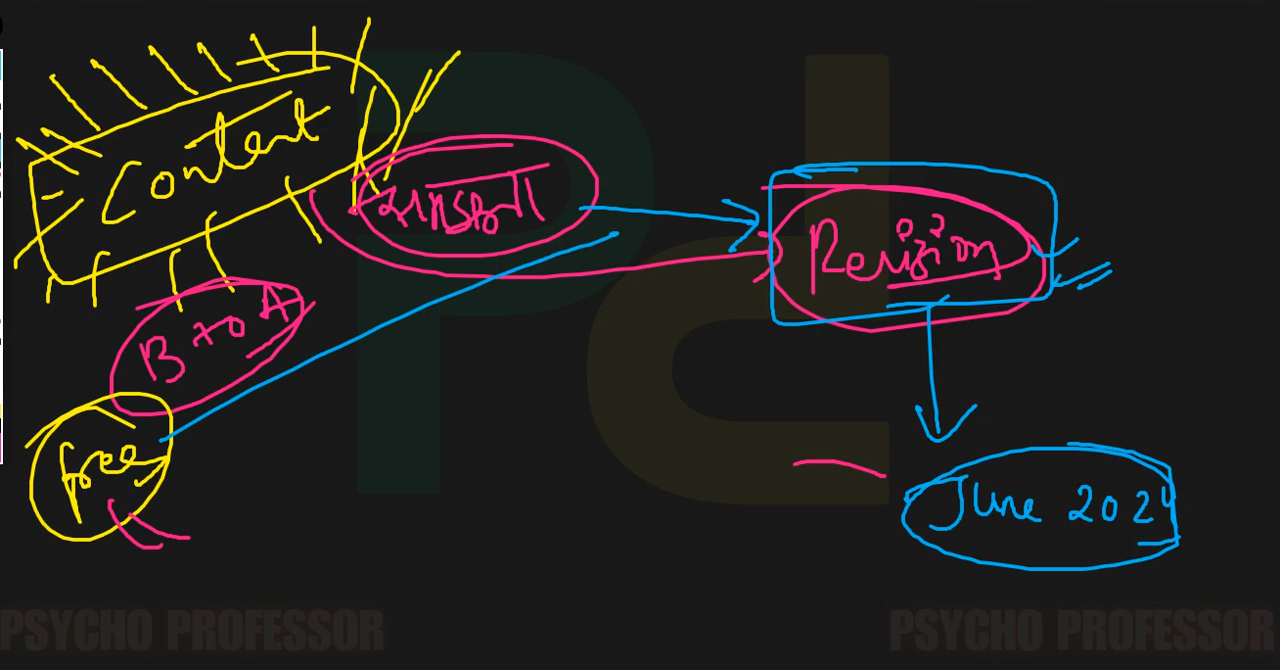 Content
B to A
free
Revision
June 2024
PSYCHO PROFESSOR
PSYCHO PROFESSOR